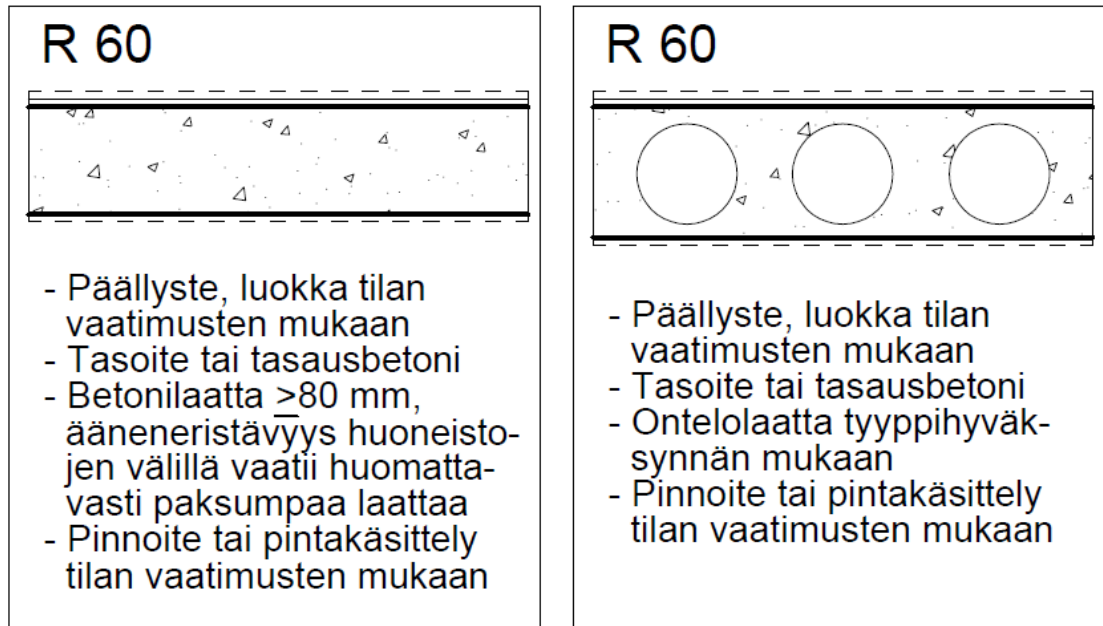 R 60
- Päällyste, luokka tilan
vaatimusten mukaan
- Tasoite tai tasausbetoni
- Betonilaatta ≥80 mm,
ääneneristävyys huoneisto-
jen välillä vaatii huomatta-
vasti paksumpaa laattaa
- Pinnoite tai pintakäsittely
tilan vaatimusten mukaan
R 60
- Päällyste, luokka tilan
vaatimusten mukaan
- Tasoite tai tasausbetoni
- Ontelolaatta tyyppihyväk-
synnän mukaan
- Pinnoite tai pintakäsittely
tilan vaatimusten mukaan